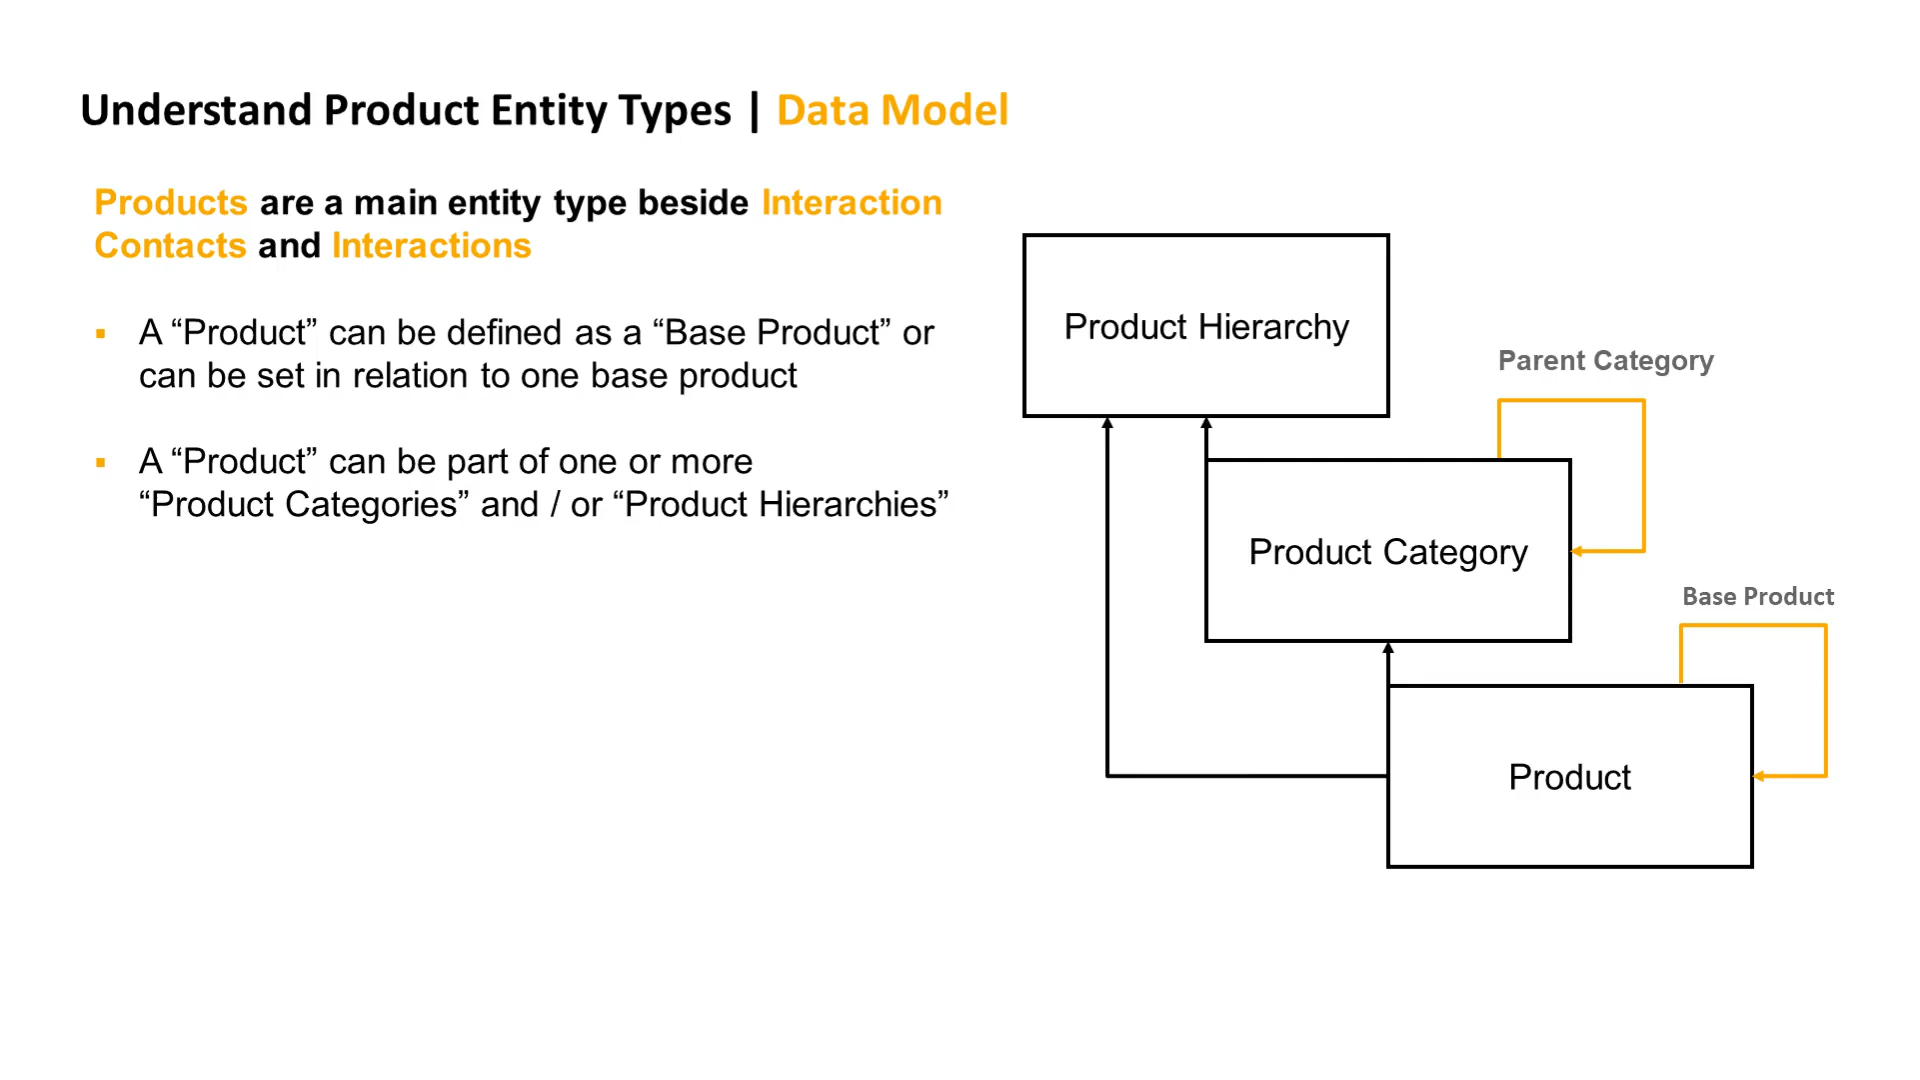 Understand Product Entity Types | Data Model
Products are a main entity type beside Interaction
Contacts and Interactions
▪ A “Product” can be defined as a “Base Product” or
can be set in relation to one base product
▪ A “Product” can be part of one or more
“Product Categories” and / or “Product Hierarchies”
Product Hierarchy
Parent Category
Product Category
Base Product
Product